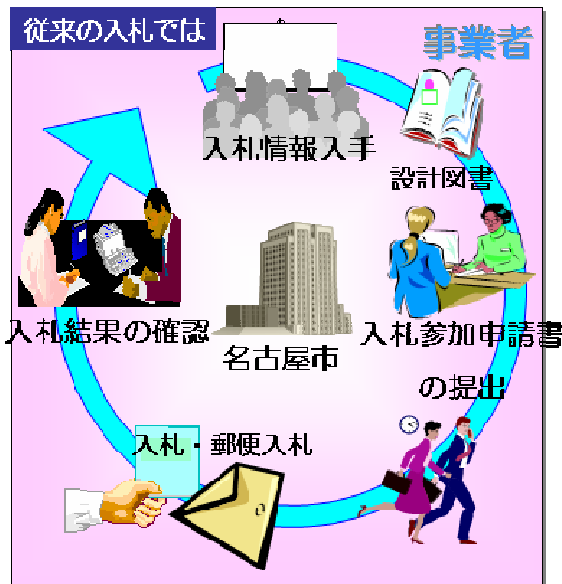 従来の入札では
事業者
入札情報入手
設計図書
入札参加申請書
の提出
名古屋市
入札結果の確認
入札・郵便入札